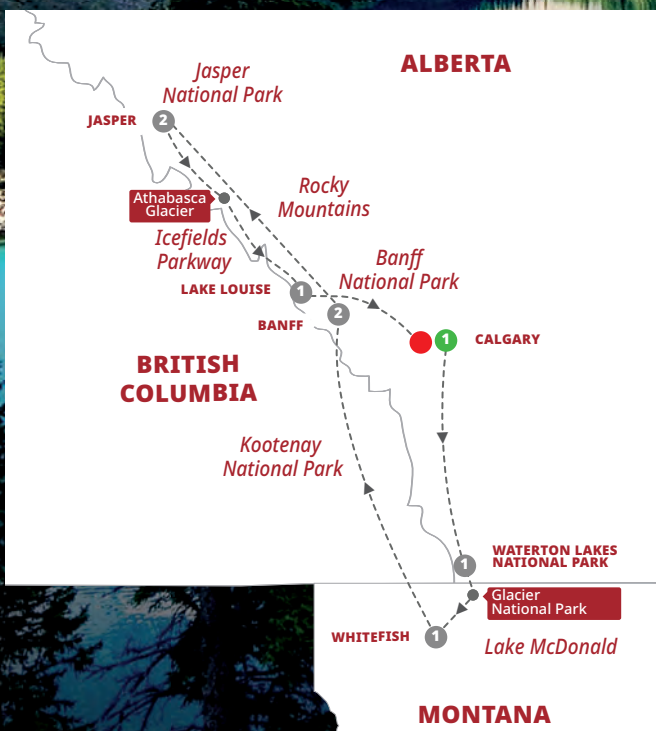 ALBERTA
Jasper
National Park
JASPER
2
Athabasca
Glacier
Rocky
Mountains
Icefields
Parkway
Banff
National Park
LAKE LOUISE
1
BANFF
2
1
CALGARY
BRITISH
COLUMBIA
Kootenay
National Park
WATERTON LAKES
NATIONAL PARK
1
Glacier
National Park
WHITEFISH
1
Lake McDonald
MONTANA